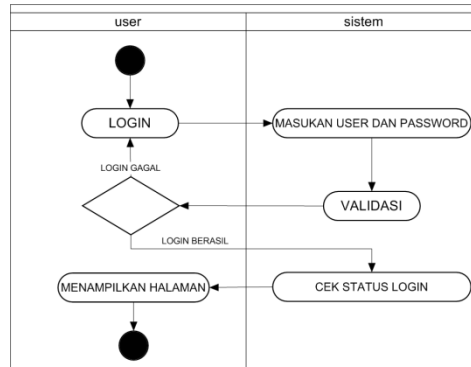 user
sistem
LOGIN
MASUKAN USER DAN PASSWORD
LOGIN GAGAL
VALIDASI
LOGIN BERASIL
MENAMPILKAN HALAMAN
CEK STATUS LOGIN